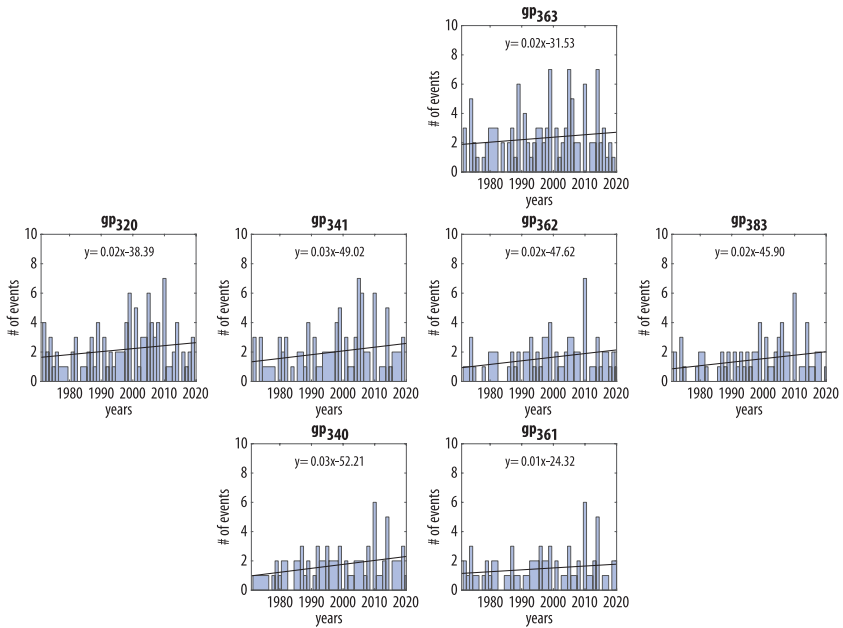 gp363
y= 0.02x–31.53
# of events
10
8
6
4
2
0
1980 1990 2000 2010 2020
years
gp320
y= 0.02x–38.39
# of events
10
8
6
4
2
0
1980 1990 2000 2010 2020
years
gp341
y= 0.03x–49.02
# of events
10
8
6
4
2
0
1980 1990 2000 2010 2020
years
gp362
y= 0.02x–47.62
# of events
10
8
6
4
2
0
1980 1990 2000 2010 2020
years
gp383
y= 0.02x–45.90
# of events
10
8
6
4
2
0
1980 1990 2000 2010 2020
years
gp340
y= 0.03x–52.21
# of events
10
8
6
4
2
0
1980 1990 2000 2010 2020
years
gp361
y= 0.01x–24.32
# of events
10
8
6
4
2
0
1980 1990 2000 2010 2020
years